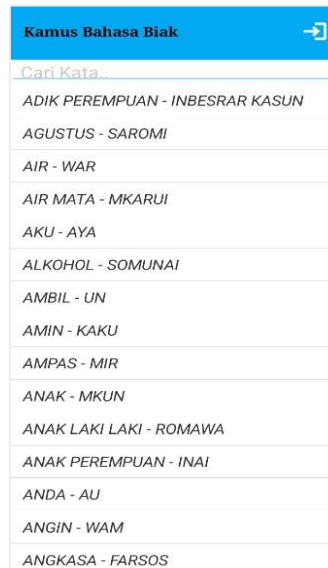 Kamus Bahasa Biak
Cari Kata..
ADIK PEREMPUAN - INBESRAR KASUN
AGUSTUS - SAROMI
AIR - WAR
AIR MATA - MKARUI
AKU - AYA
ALKOHOL - SOMUNAI
AMBIL - UN
AMIN - KAKU
AMPAS - MIR
ANAK - MKUN
ANAK LAKI LAKI - ROMAWA
ANAK PEREMPUAN - INAI
ANDA - AU
ANGIN - WAM
ANGKASA - FARSOS